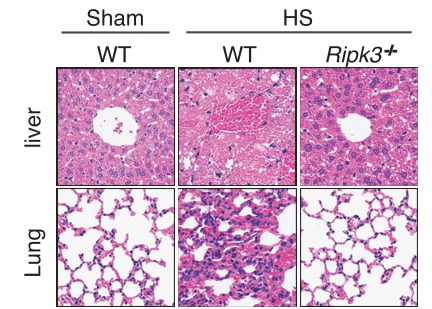 Sham HS
WT WT Ripk3-/-
liver
Lung